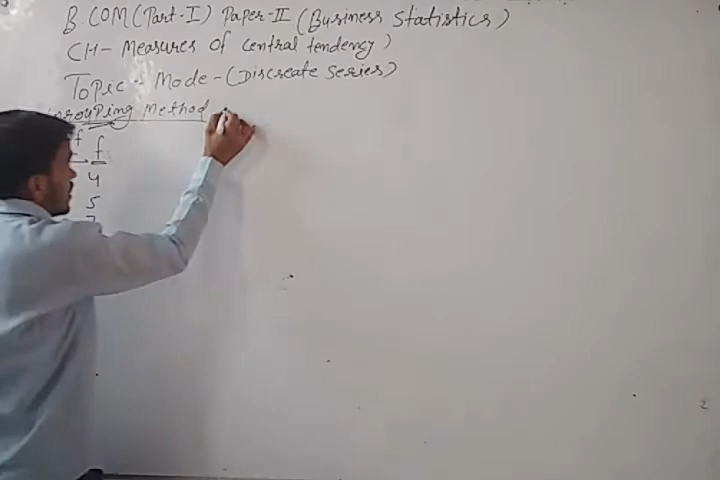 B COM (Part-I) Paper-II (Business Statistics)
CH- Measures of central tendency)
Topic - Mode - (Discreate Series)
Grouping Method
f
f
4
5
7